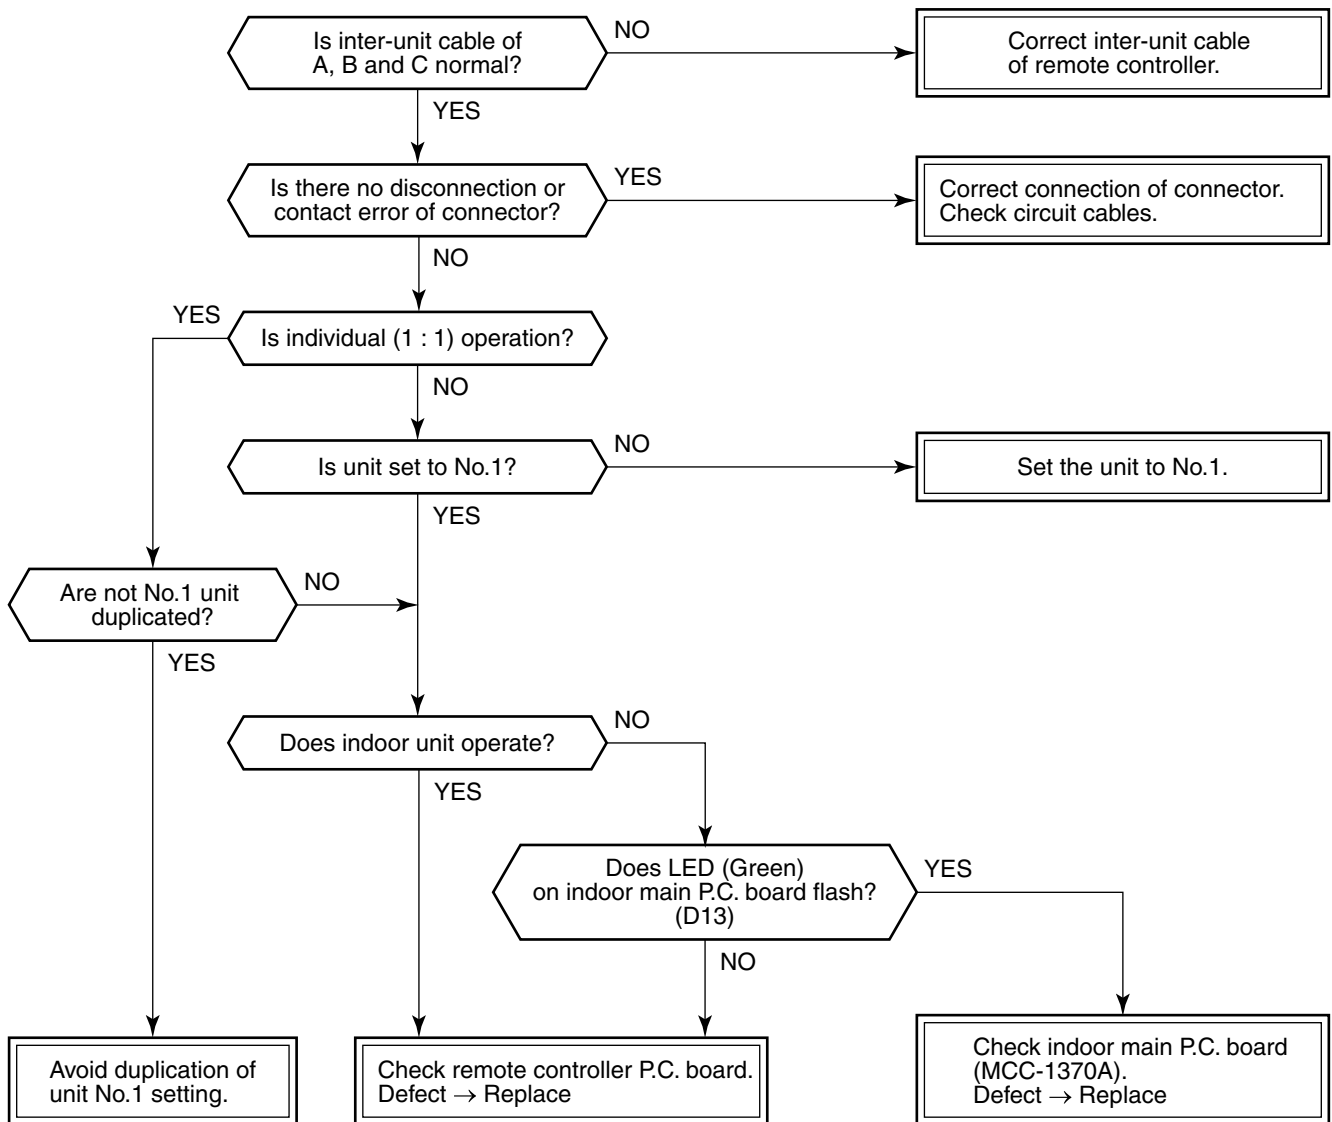 Is inter-unit cable of
A, B and C normal?
NO
Correct inter-unit cable
of remote controller.
YES
Is there no disconnection or
contact error of connector?
YES
Correct connection of connector.
Check circuit cables.
NO
YES
Is individual (1 : 1) operation?
NO
Is unit set to No.1?
NO
Set the unit to No.1.
YES
Are not No.1 unit
duplicated?
NO
YES
Does indoor unit operate?
NO
YES
Does LED (Green)
on indoor main P.C. board flash?
(D13)
YES
NO
Avoid duplication of
unit No.1 setting.
Check remote controller P.C. board.
Defect → Replace
Check indoor main P.C. board
(MCC-1370A).
Defect → Replace